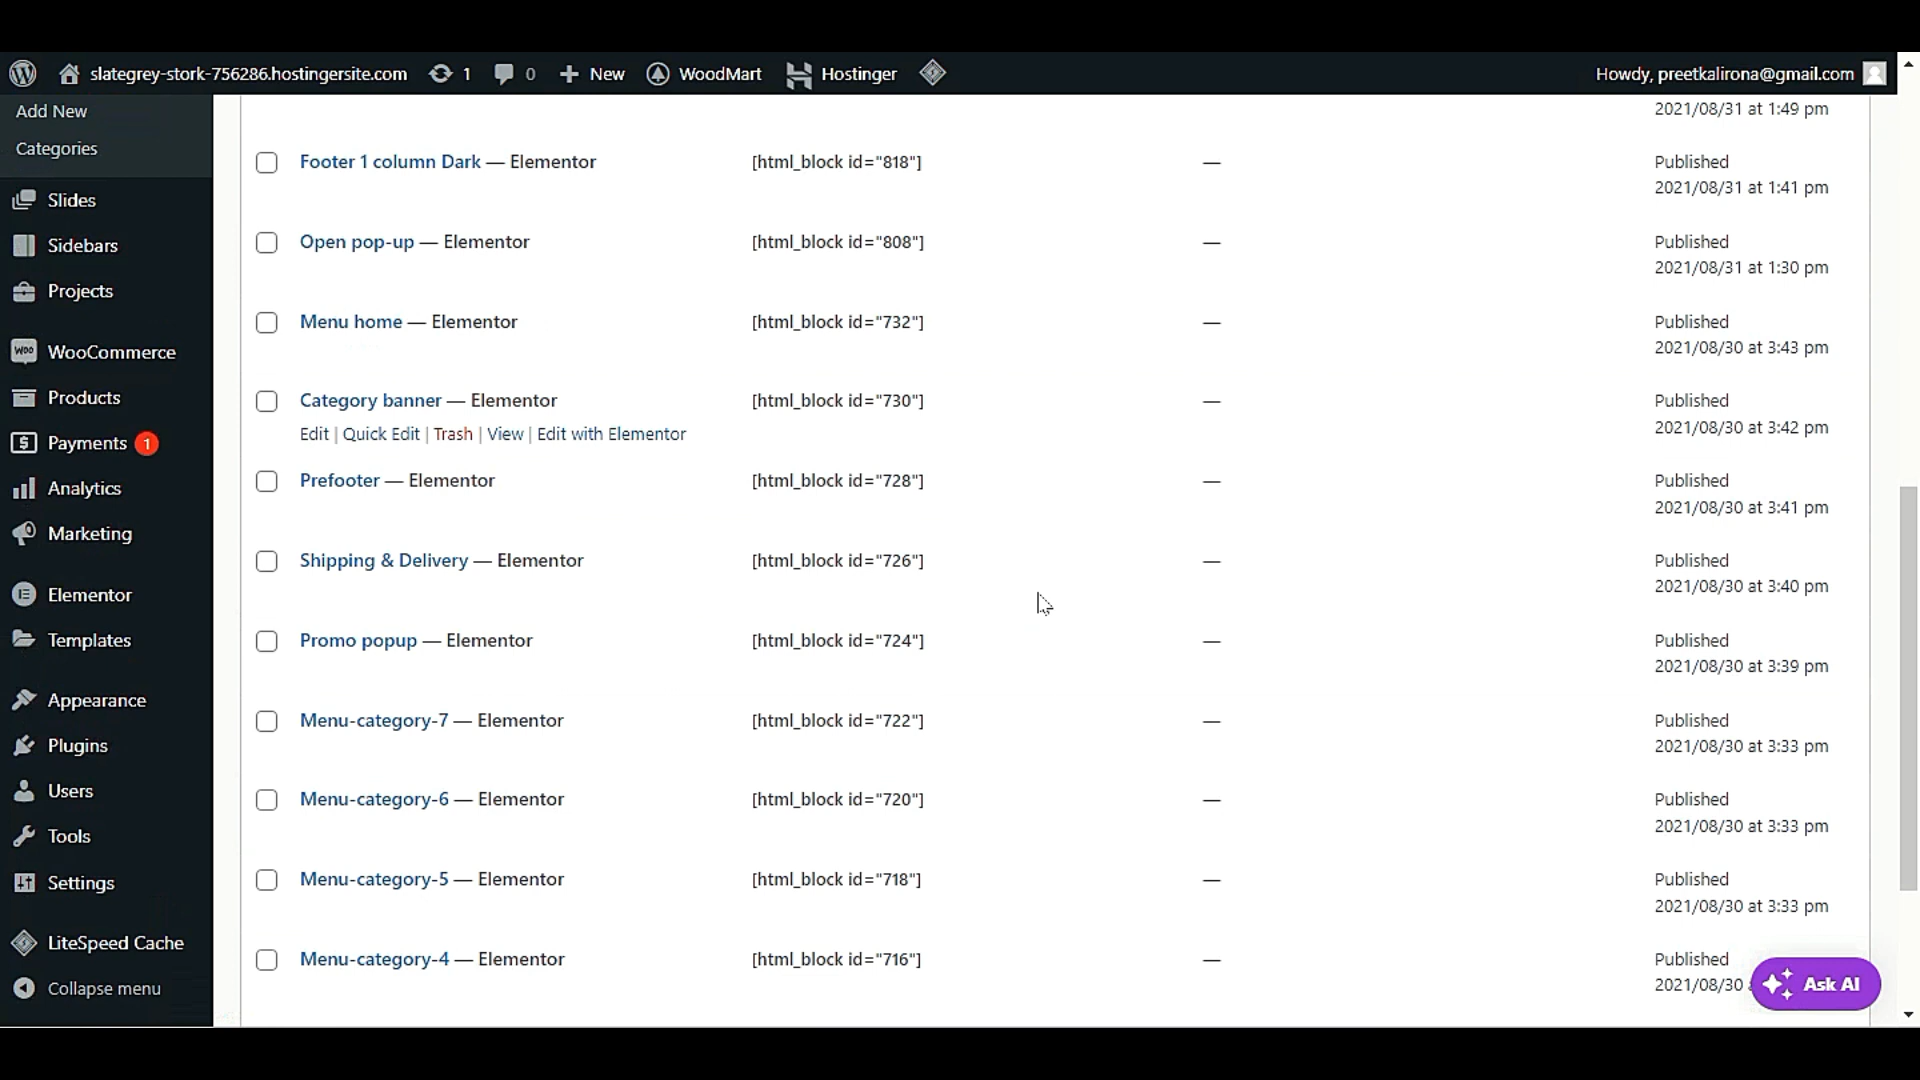 slategrey-stork-756286.hostingersite.com 1 0 New WoodMart Hostinger Howdy, preetkalirona@gmail.com
Add New
Categories
Slides
Sidebars
Projects
WOO WooCommerce
Products
Payments 1
Analytics
Marketing
Elementor
Templates
Appearance
Plugins
Users
Tools
Settings
LiteSpeed Cache
Collapse menu
2021/08/31 at 1:49 pm
Footer 1 column Dark — Elementor [html_block id="818"] — Published
2021/08/31 at 1:41 pm
Open pop-up — Elementor [html_block id="808"] — Published
2021/08/31 at 1:30 pm
Menu home — Elementor [html_block id="732"] — Published
2021/08/30 at 3:43 pm
Category banner — Elementor [html_block id="730"] — Published
Edit | Quick Edit | Trash | View | Edit with Elementor 2021/08/30 at 3:42 pm
Prefooter — Elementor [html_block id="728"] — Published
2021/08/30 at 3:41 pm
Shipping & Delivery — Elementor [html_block id="726"] — Published
2021/08/30 at 3:40 pm
Promo popup — Elementor [html_block id="724"] — Published
2021/08/30 at 3:39 pm
Menu-category-7 — Elementor [html_block id="722"] — Published
2021/08/30 at 3:33 pm
Menu-category-6 — Elementor [html_block id="720"] — Published
2021/08/30 at 3:33 pm
Menu-category-5 — Elementor [html_block id="718"] — Published
2021/08/30 at 3:33 pm
Menu-category-4 — Elementor [html_block id="716"] — Published
2021/08/30
Ask AI